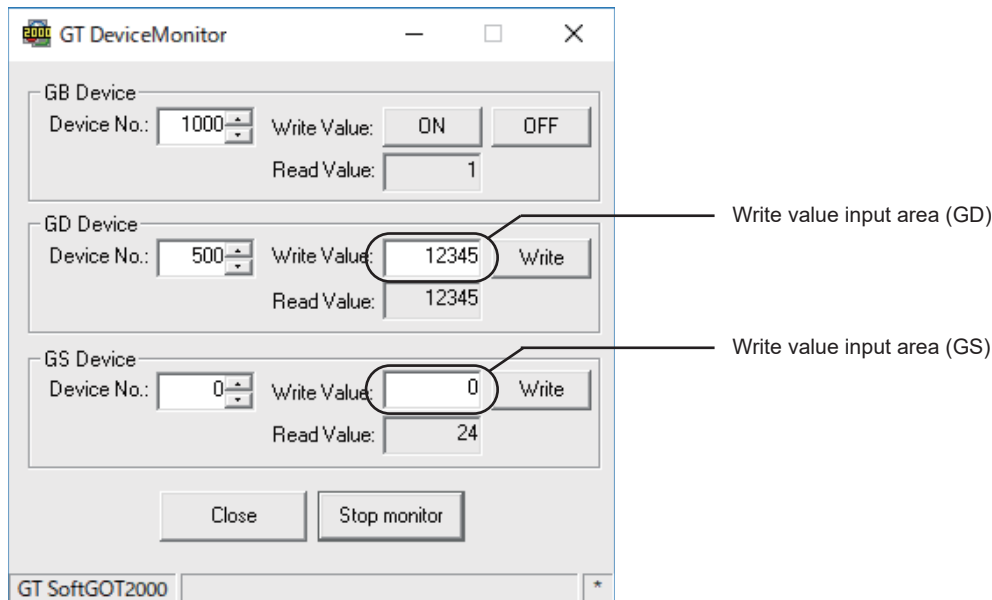 2000 GT DeviceMonitor
GB Device
Device No.: 1000 Write Value: ON OFF
Read Value: 1
GD Device
Write value input area (GD)
Device No.: 500 Write Value: 12345 Write
Read Value: 12345
GS Device
Write value input area (GS)
Device No.: 0 Write Value: 0 Write
Read Value: 24
Close Stop monitor
GT SoftGOT2000 *